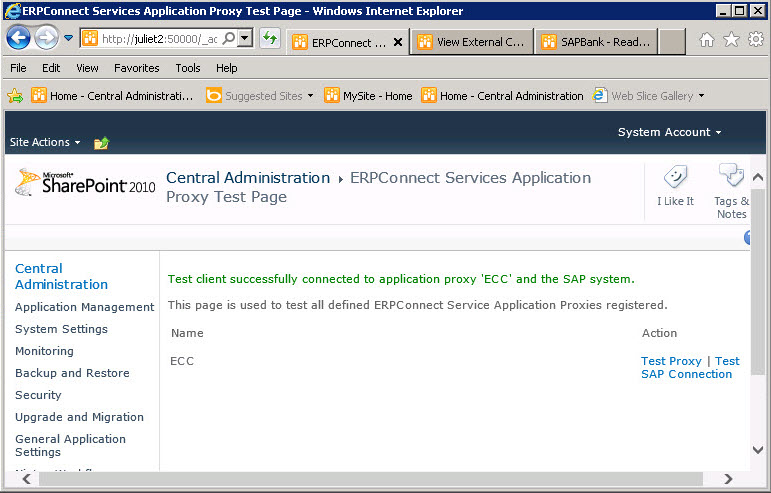 ERPConnect Services Application Proxy Test Page - Windows Internet Explorer
http://juliet2:50000/_ac
ERPConnect ...
View External C...
SAPBank - Read...
File Edit View Favorites Tools Help
Home - Central Administrati...
Suggested Sites
MySite - Home
Home - Central Administration
Web Slice Gallery
System Account
Site Actions
Microsoft
SharePoint 2010
Central Administration ▸ ERPConnect Services Application
Proxy Test Page
I Like It
Tags &
Notes
Central
Administration
Application Management
System Settings
Monitoring
Backup and Restore
Security
Upgrade and Migration
General Application
Settings
Test client successfully connected to application proxy 'ECC' and the SAP system.
This page is used to test all defined ERPConnect Service Application Proxies registered.
Name Action
ECC Test Proxy | Test
SAP Connection